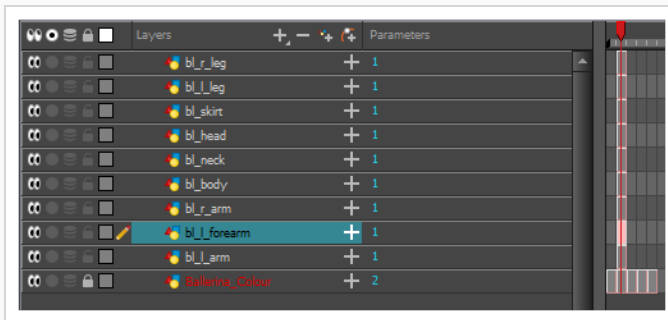 Layers Parameters
bl_r_leg 1
bl_l_leg 1
bl_skirt 1
bl_head 1
bl_neck 1
bl_body 1
bl_r_arm 1
bl_l_forearm 1
bl_l_arm 1
Ballerina_Colour 2